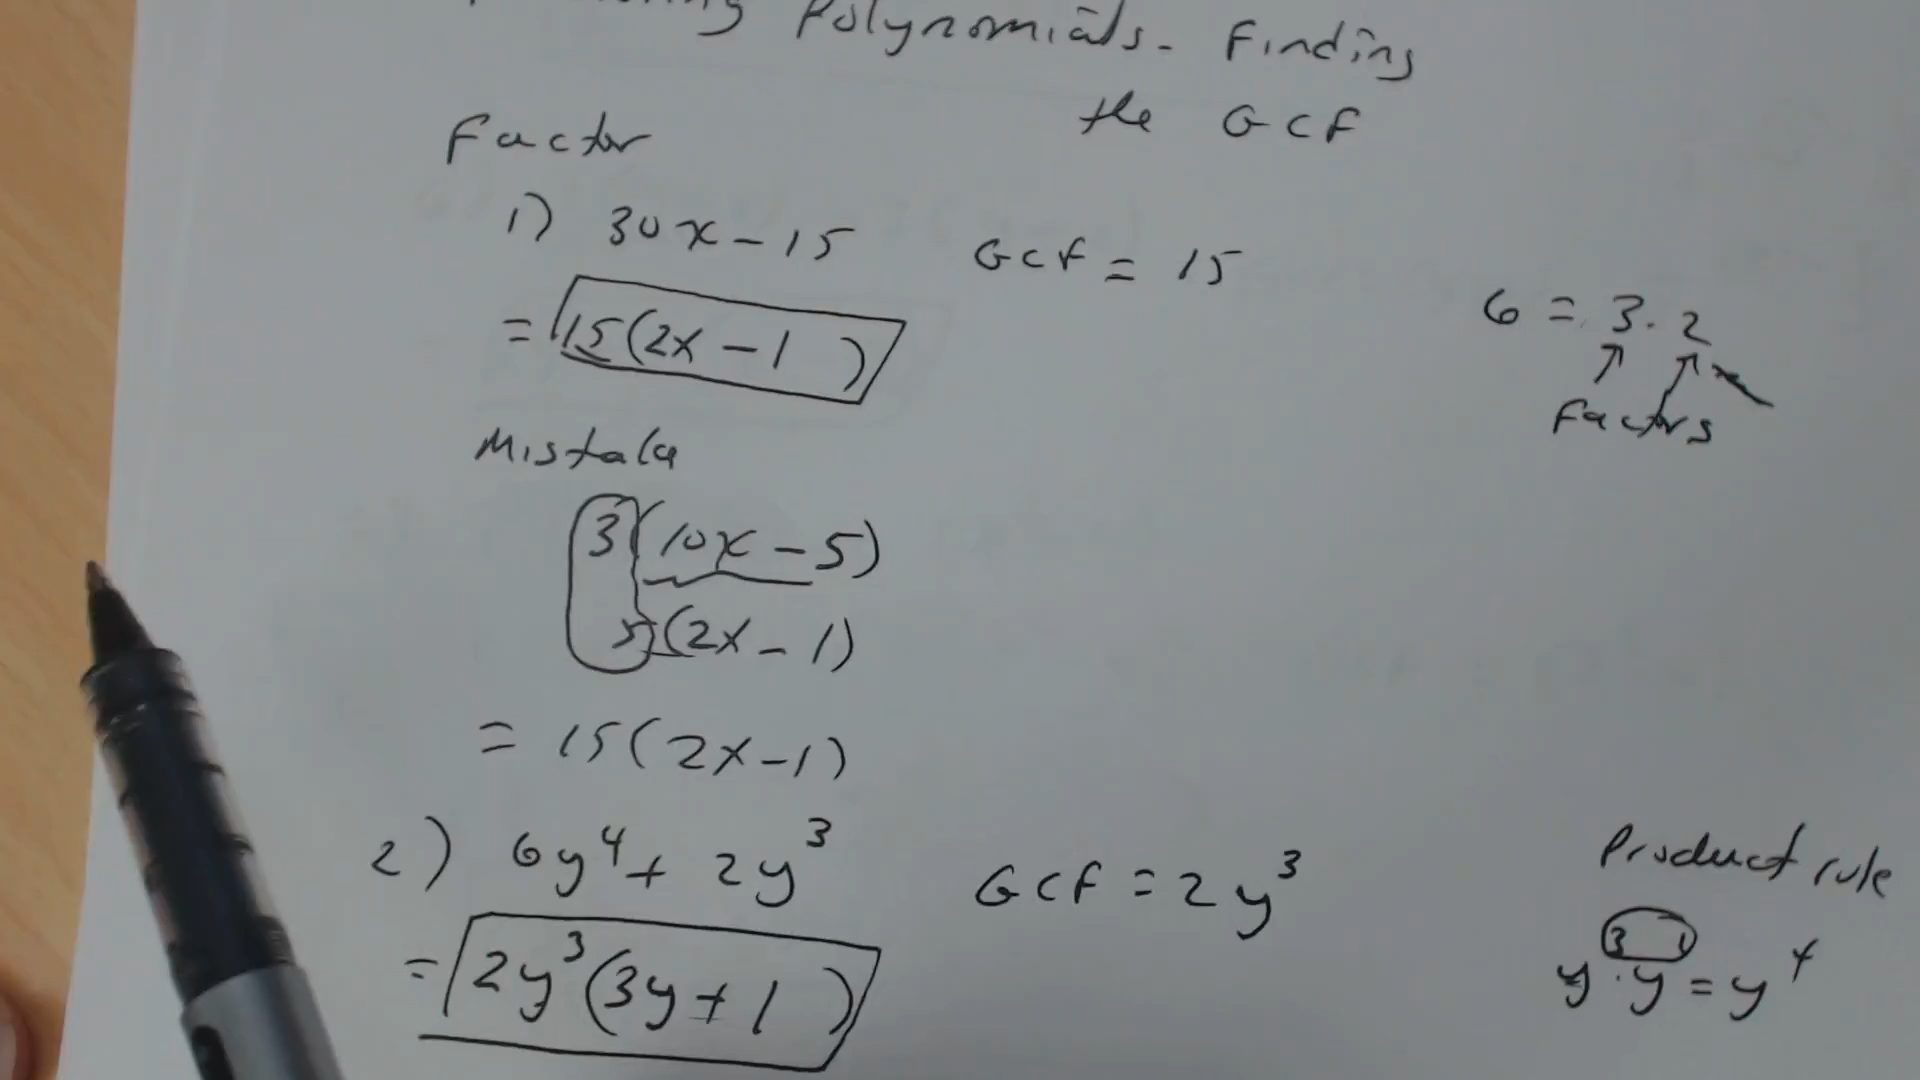 Polynomials - Finding
the GCF
Factor
1) 30x - 15 GCF = 15
= 15(2x - 1)
6 = 3 · 2
Factors
Mistake
3(10x - 5)
5(2x - 1)
= 15(2x - 1)
2) 6y⁴ + 2y³ GCF = 2y³
= 2y³(3y + 1)
Product rule
y³ · y¹ = y⁴